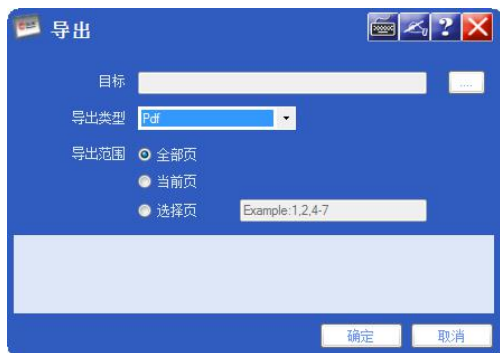 导出
目标
....
导出类型 Pdf
导出范围 全部页
当前页
选择页 Example:1,2,4-7
确定 取消